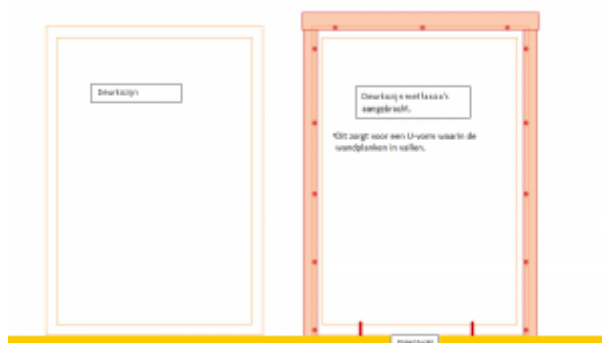 Deurkozijn
Deurkozijn met fascia's
aangebracht.
*Dit zorgt voor een U-vorm waarin de
wandplanken in vallen.